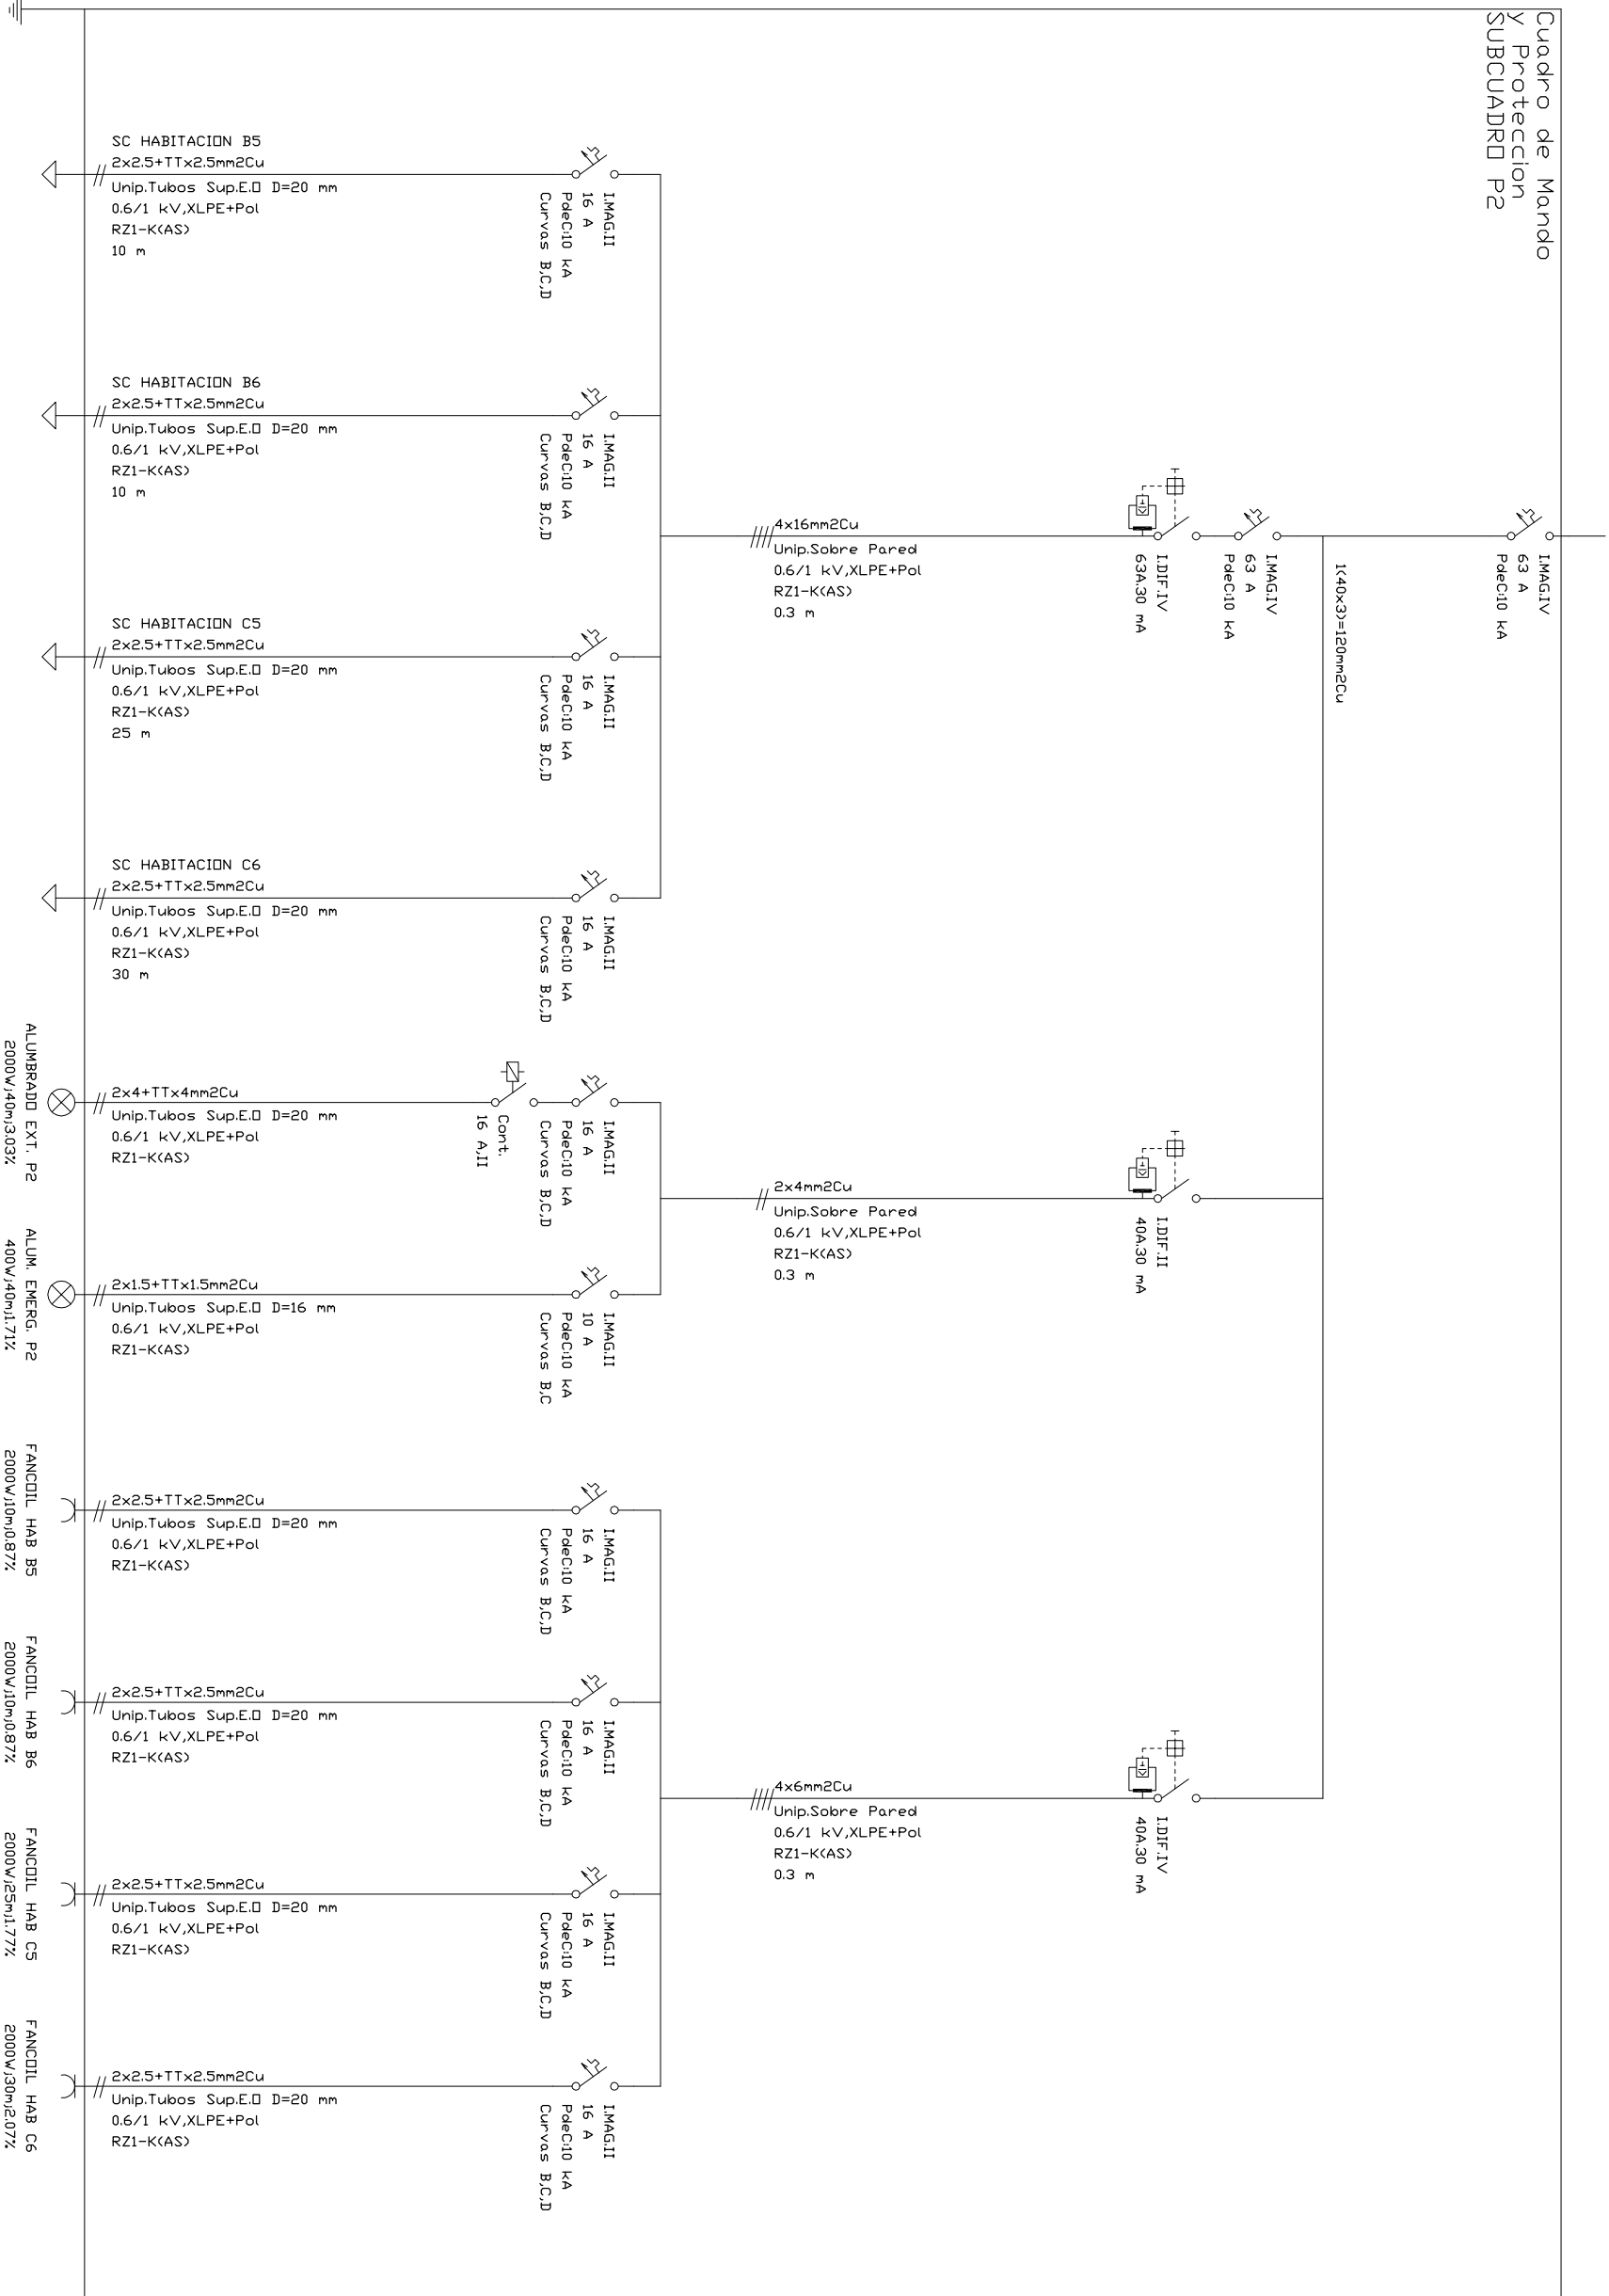 Cuadro de Mando
y Proteccion
SUBCUADRO P2
I.MAG.IV
63 A
PdeC:10 kA
1(40x3)=120mm2Cu
I.MAG.IV
63 A
PdeC:10 kA
I.DIF.IV
63A.30 mA
4x16mm2Cu
Unip.Sobre Pared
0.6/1 kV,XLPE+Pol
RZ1-K(AS)
0.3 m
I.DIF.II
40A.30 mA
2x4mm2Cu
Unip.Sobre Pared
0.6/1 kV,XLPE+Pol
RZ1-K(AS)
0.3 m
I.DIF.IV
40A.30 mA
4x6mm2Cu
Unip.Sobre Pared
0.6/1 kV,XLPE+Pol
RZ1-K(AS)
0.3 m
I.MAG.II
16 A
PdeC:10 kA
Curvas B,C,D
SC HABITACION B5
2x2.5+TTx2.5mm2Cu
Unip.Tubos Sup.E.O D=20 mm
0.6/1 kV,XLPE+Pol
RZ1-K(AS)
10 m
I.MAG.II
16 A
PdeC:10 kA
Curvas B,C,D
SC HABITACION B6
2x2.5+TTx2.5mm2Cu
Unip.Tubos Sup.E.O D=20 mm
0.6/1 kV,XLPE+Pol
RZ1-K(AS)
10 m
I.MAG.II
16 A
PdeC:10 kA
Curvas B,C,D
SC HABITACION C5
2x2.5+TTx2.5mm2Cu
Unip.Tubos Sup.E.O D=20 mm
0.6/1 kV,XLPE+Pol
RZ1-K(AS)
25 m
I.MAG.II
16 A
PdeC:10 kA
Curvas B,C,D
SC HABITACION C6
2x2.5+TTx2.5mm2Cu
Unip.Tubos Sup.E.O D=20 mm
0.6/1 kV,XLPE+Pol
RZ1-K(AS)
30 m
I.MAG.II
16 A
PdeC:10 kA
Curvas B,C,D
Cont.
16 A,II
2x4+TTx4mm2Cu
Unip.Tubos Sup.E.O D=20 mm
0.6/1 kV,XLPE+Pol
RZ1-K(AS)
ALUMBRADO EXT. P2
2000W;40m;3.03%
I.MAG.II
10 A
PdeC:10 kA
Curvas B,C
2x1.5+TTx1.5mm2Cu
Unip.Tubos Sup.E.O D=16 mm
0.6/1 kV,XLPE+Pol
RZ1-K(AS)
ALUM. EMERG. P2
400W;40m;1.71%
I.MAG.II
16 A
PdeC:10 kA
Curvas B,C,D
2x2.5+TTx2.5mm2Cu
Unip.Tubos Sup.E.O D=20 mm
0.6/1 kV,XLPE+Pol
RZ1-K(AS)
FANCOIL HAB B5
2000W;10m;0.87%
I.MAG.II
16 A
PdeC:10 kA
Curvas B,C,D
2x2.5+TTx2.5mm2Cu
Unip.Tubos Sup.E.O D=20 mm
0.6/1 kV,XLPE+Pol
RZ1-K(AS)
FANCOIL HAB B6
2000W;10m;0.87%
I.MAG.II
16 A
PdeC:10 kA
Curvas B,C,D
2x2.5+TTx2.5mm2Cu
Unip.Tubos Sup.E.O D=20 mm
0.6/1 kV,XLPE+Pol
RZ1-K(AS)
FANCOIL HAB C5
2000W;25m;1.77%
I.MAG.II
16 A
PdeC:10 kA
Curvas B,C,D
2x2.5+TTx2.5mm2Cu
Unip.Tubos Sup.E.O D=20 mm
0.6/1 kV,XLPE+Pol
RZ1-K(AS)
FANCOIL HAB C6
2000W;30m;2.07%